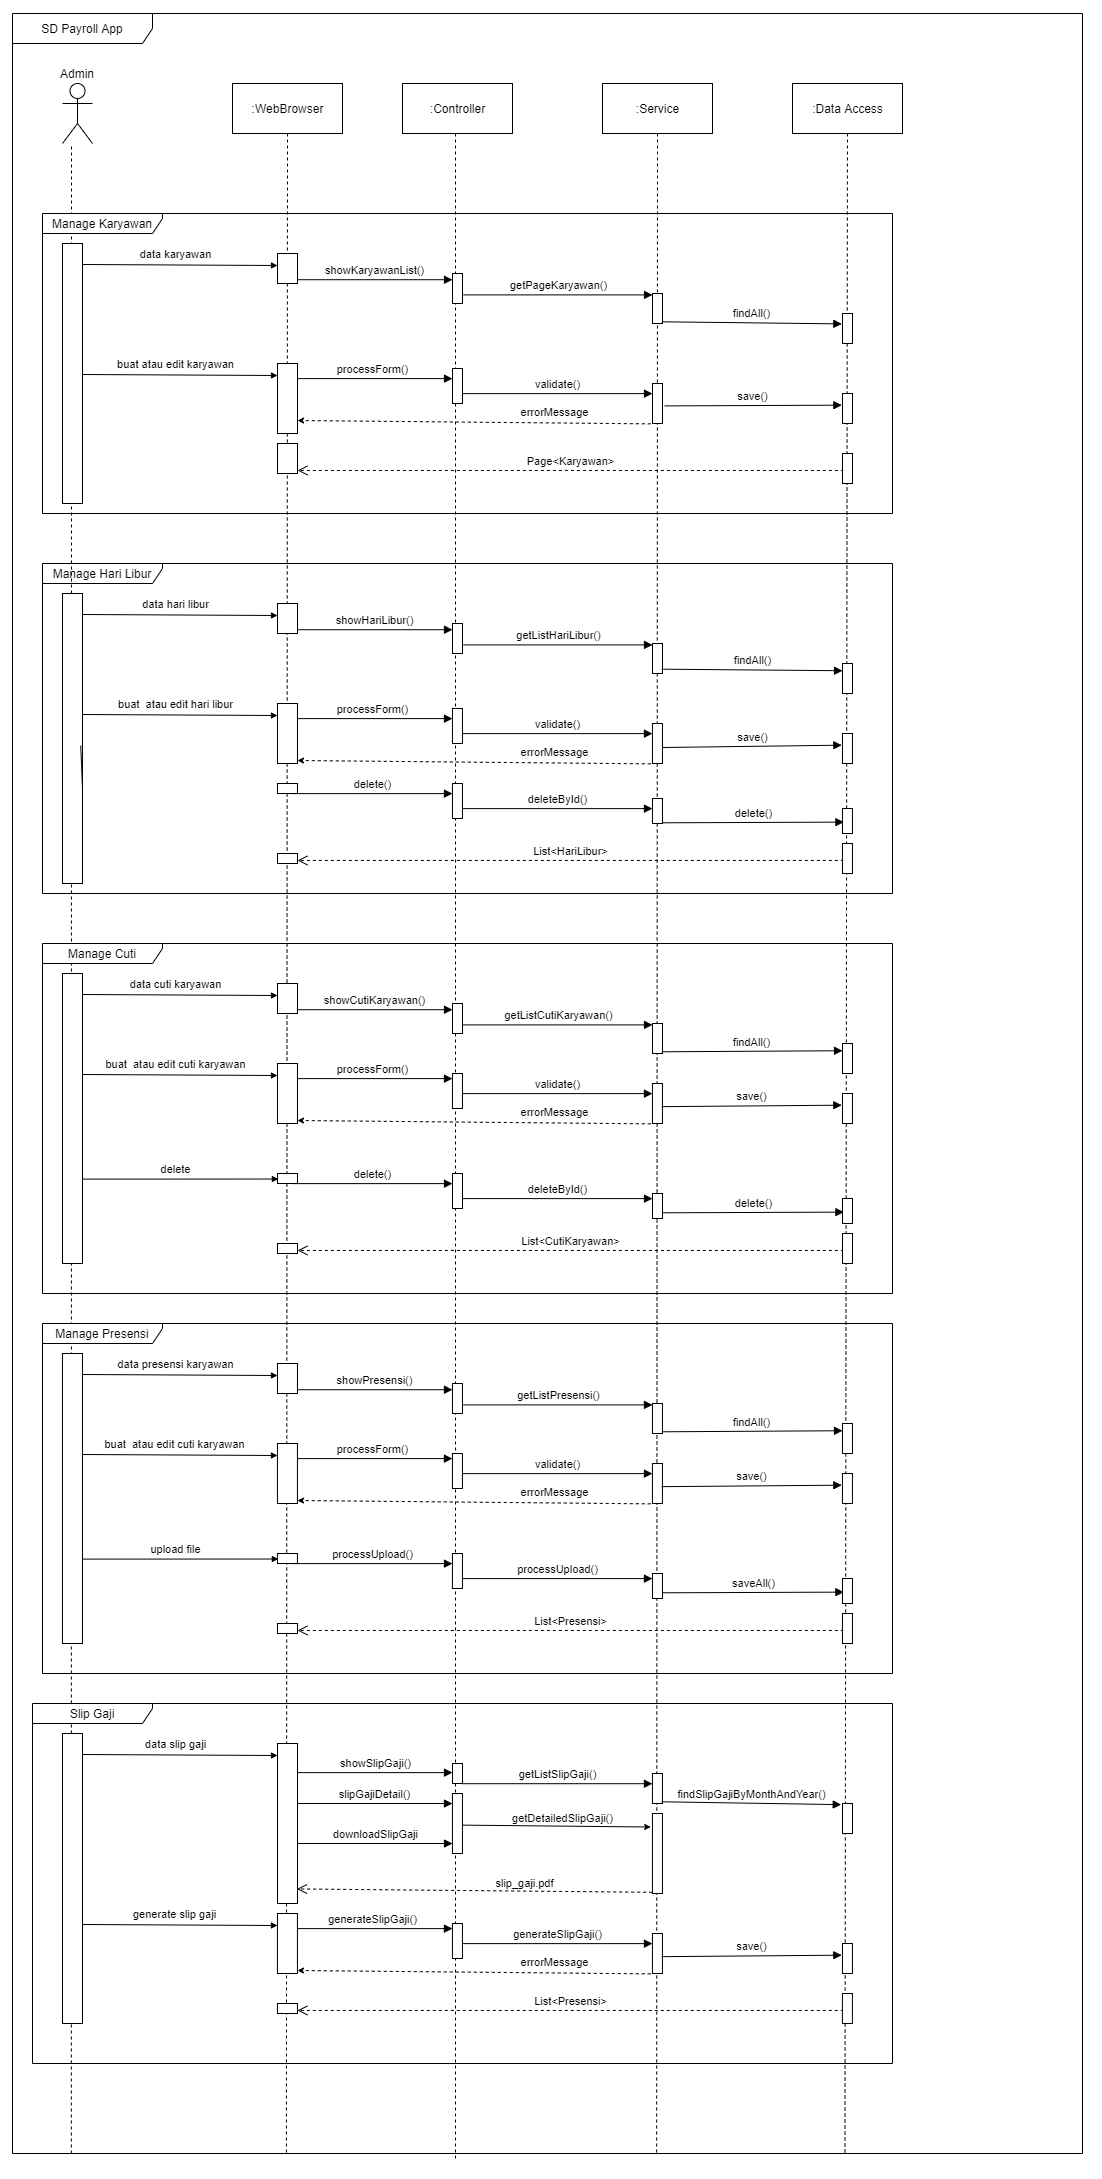 SD Payroll App
Admin
:WebBrowser
:Controller
:Service
:Data Access
Manage Karyawan
data karyawan
showKaryawanList()
getPageKaryawan()
findAll()
buat atau edit karyawan
processForm()
validate()
save()
errorMessage
Page<Karyawan>
Manage Hari Libur
data hari libur
showHariLibur()
getListHariLibur()
findAll()
buat  atau edit hari libur
processForm()
validate()
save()
errorMessage
delete()
deleteById()
delete()
List<HariLibur>
Manage Cuti
data cuti karyawan
showCutiKaryawan()
getListCutiKaryawan()
findAll()
buat  atau edit cuti karyawan
processForm()
validate()
save()
errorMessage
delete
delete()
deleteById()
delete()
List<CutiKaryawan>
Manage Presensi
data presensi karyawan
showPresensi()
getListPresensi()
findAll()
buat  atau edit cuti karyawan
processForm()
validate()
save()
errorMessage
upload file
processUpload()
processUpload()
saveAll()
List<Presensi>
Slip Gaji
data slip gaji
showSlipGaji()
getListSlipGaji()
findSlipGajiByMonthAndYear()
slipGajiDetail()
getDetailedSlipGaji()
downloadSlipGaji
slip_gaji.pdf
generate slip gaji
generateSlipGaji()
generateSlipGaji()
save()
errorMessage
List<Presensi>